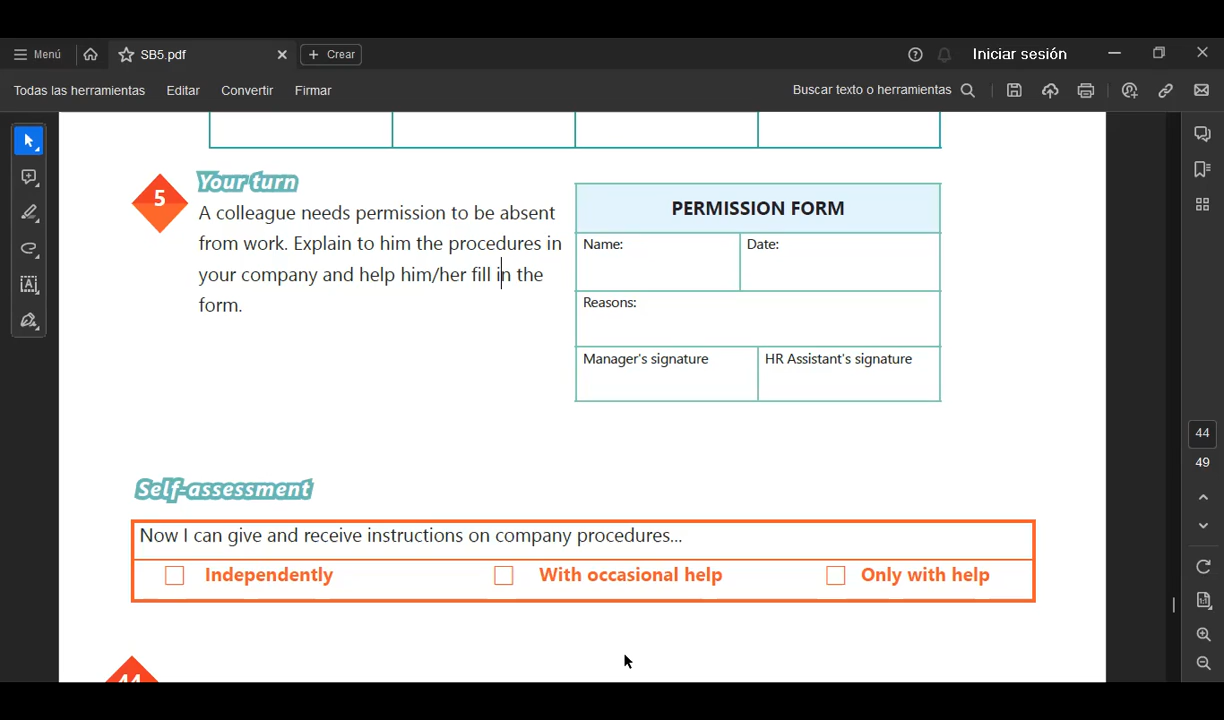 Menú
SB5.pdf
Crear
Iniciar sesión
Todas las herramientas
Editar
Convertir
Firmar
Buscar texto o herramientas
5
Your turn
A colleague needs permission to be absent
from work. Explain to him the procedures in
your company and help him/her fill in the
form.
PERMISSION FORM
Name:
Date:
Reasons:
Manager's signature
HR Assistant's signature
Self-assessment
Now I can give and receive instructions on company procedures...
Independently
With occasional help
Only with help
44
44
49